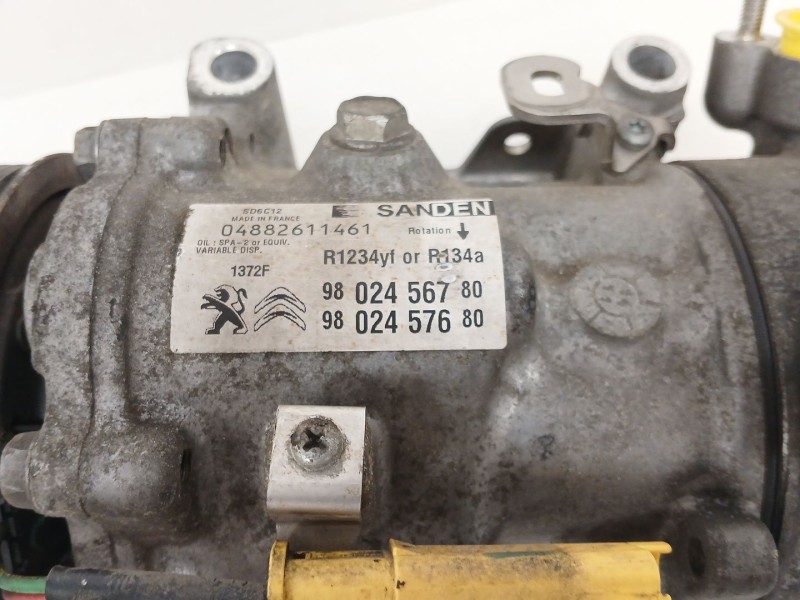 SD6C12
MADE IN FRANCE
SANDEN
04882611461
Rotation
OIL : SPA-2 or EQUIV.
VARIABLE DISP.
R1234yf or R134a
1372F
98 024 567 80
98 024 576 80